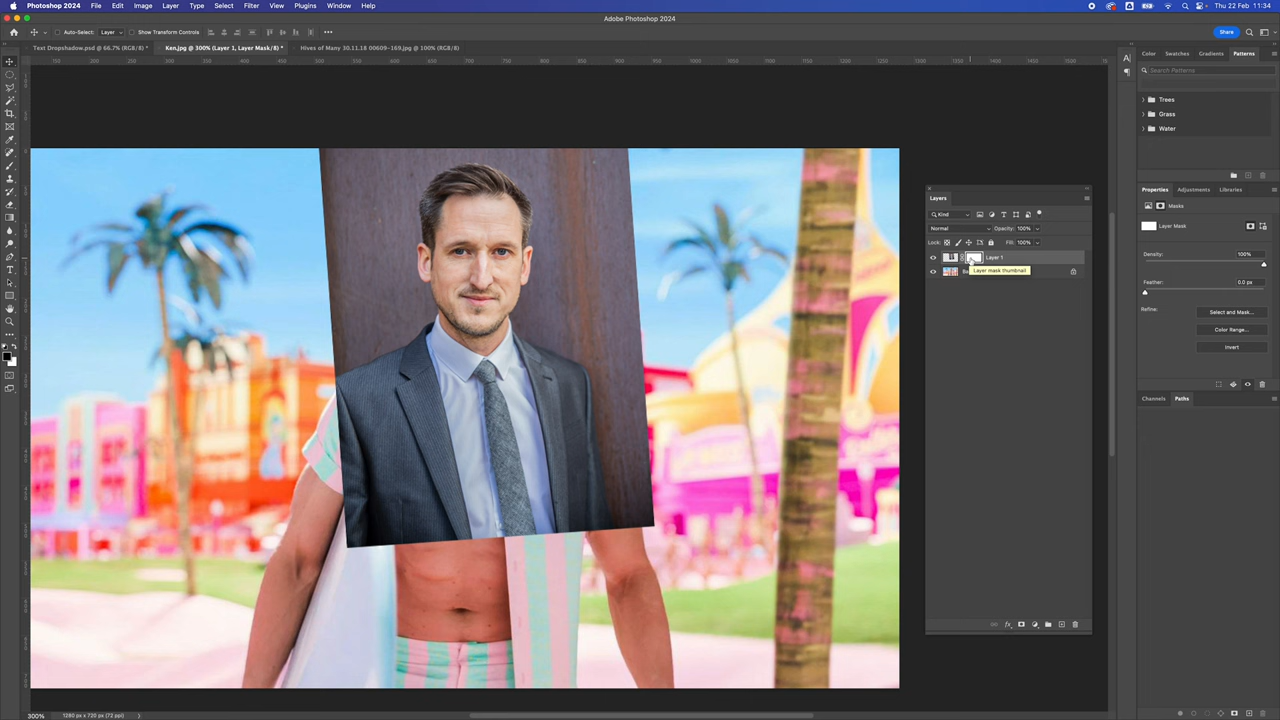 Photoshop 2024 File Edit Image Layer Type Select Filter View Plugins Window Help Thu 22 Feb 11:34
Adobe Photoshop 2024
Auto-Select: Layer Show Transform Controls Share
Text Dropshadow.psd @ 66.7% (RGB/8) * Ken.jpg @ 300% (Layer 1, Layer Mask/8) * Hives of Many 30.11.18 00609-169.jpg @ 100% (RGB/8)
Color Swatches Gradients Patterns
Search Patterns
Trees
Grass
Water
Properties Adjustments Libraries
Masks
Layer Mask
Density: 100%
Feather: 0.0 px
Refine: Select and Mask...
Color Range...
Invert
Channels Paths
Layers
Kind
Normal Opacity: 100%
Lock: Fill: 100%
Layer 1
Layer mask thumbnail
300% 1280 px x 720 px (72 ppi)